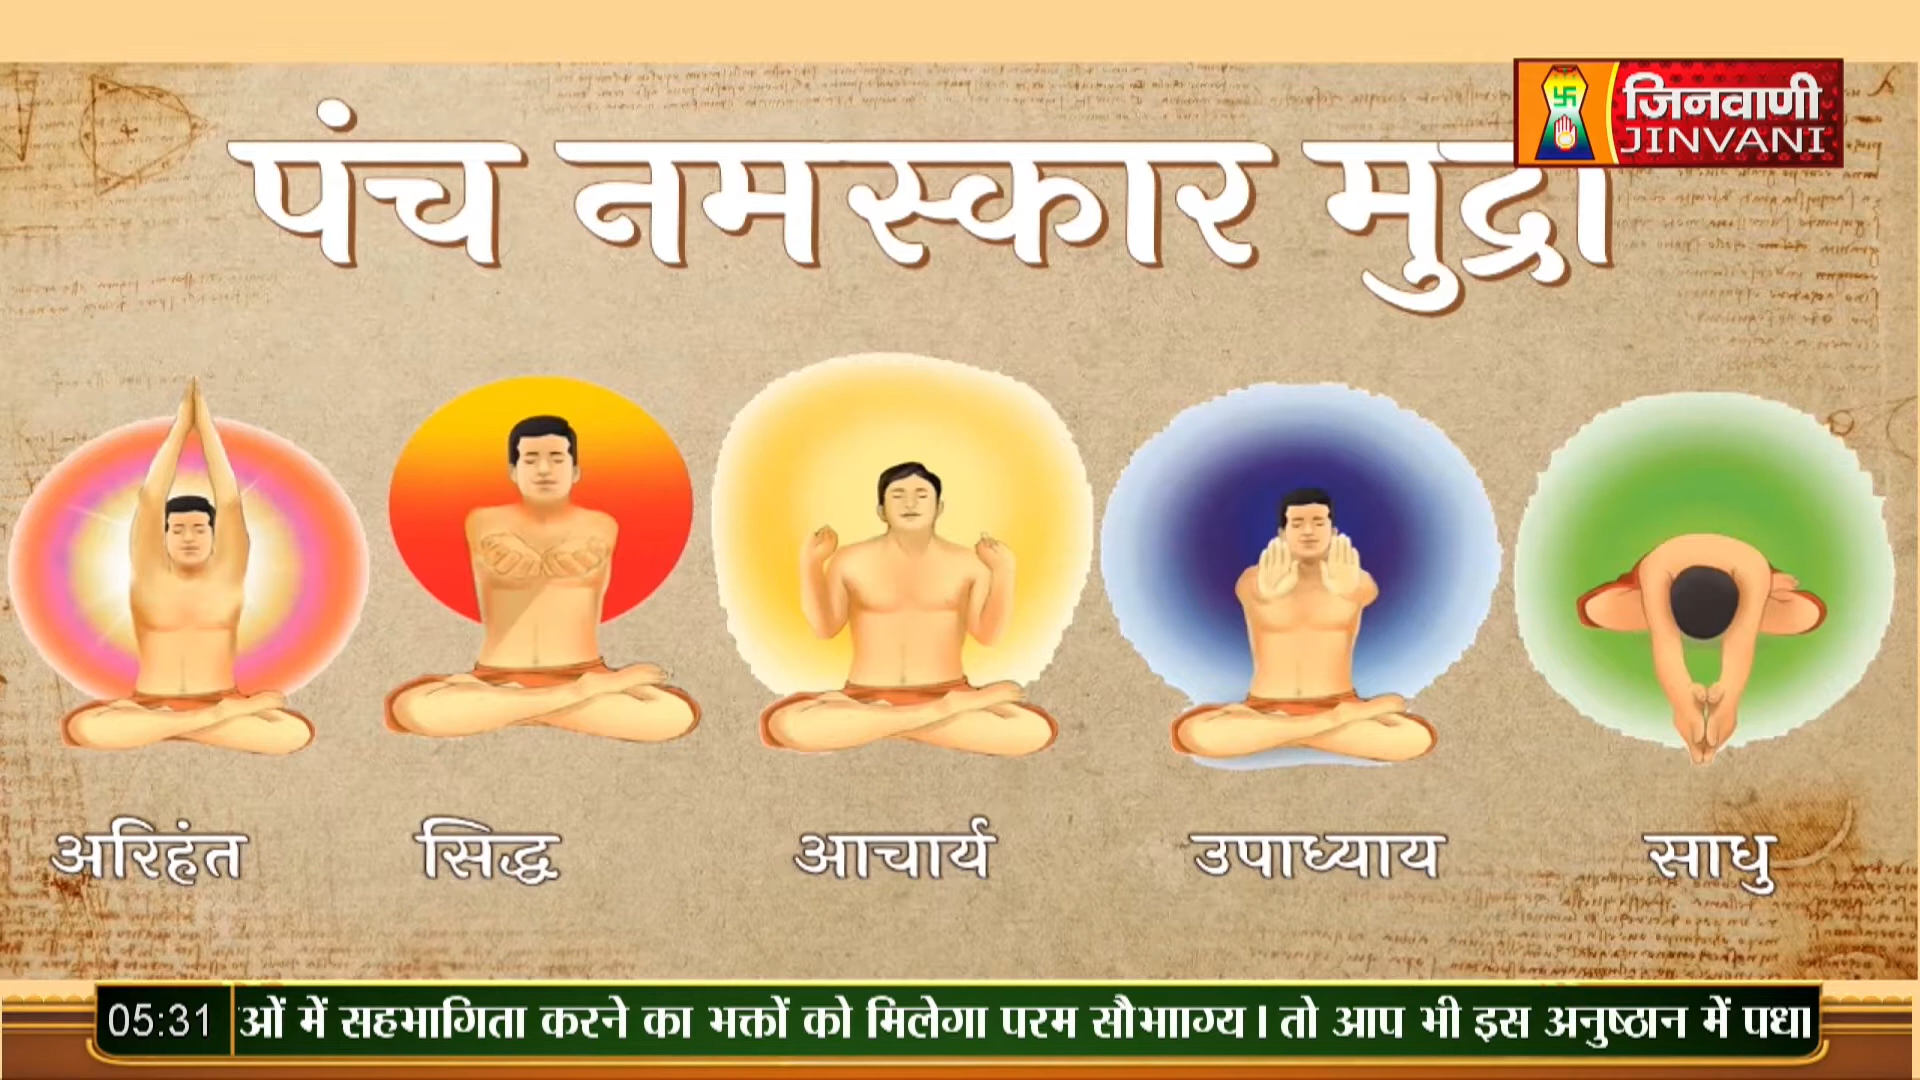 जिनवाणी
JINVANI
पंच नमस्कार मुद्रा
अरिहंत
सिद्ध
आचार्य
उपाध्याय
साधु
05:31
ओं में सहभागिता करने का भक्तों को मिलेगा परम सौभााग्य । तो आप भी इस अनुष्ठान में पधा